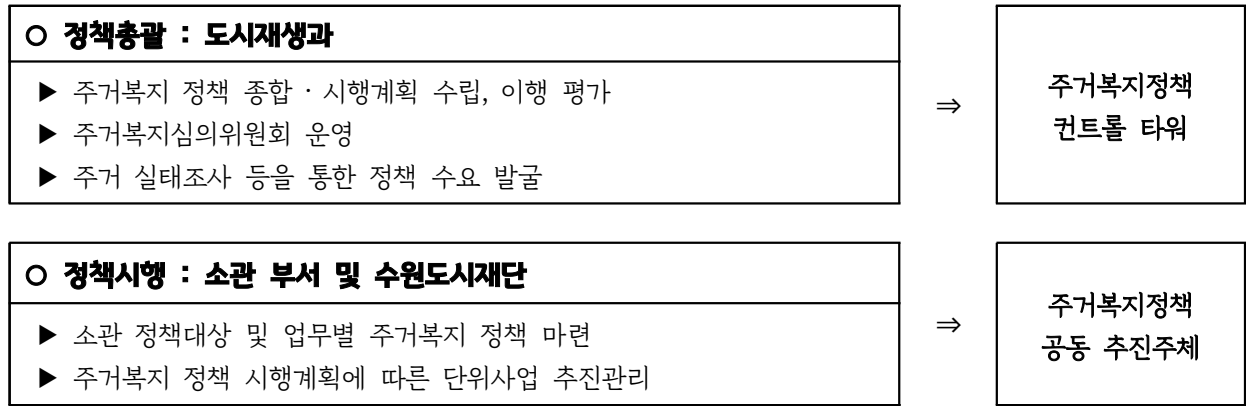 ○ 정책총괄 : 도시재생과
▶ 주거복지 정책 종합 · 시행계획 수립, 이행 평가
▶ 주거복지심의위원회 운영
▶ 주거 실태조사 등을 통한 정책 수요 발굴
⇒
주거복지정책
컨트롤 타워
○ 정책시행 : 소관 부서 및 수원도시재단
▶ 소관 정책대상 및 업무별 주거복지 정책 마련
▶ 주거복지 정책 시행계획에 따른 단위사업 추진관리
⇒
주거복지정책
공동 추진주체